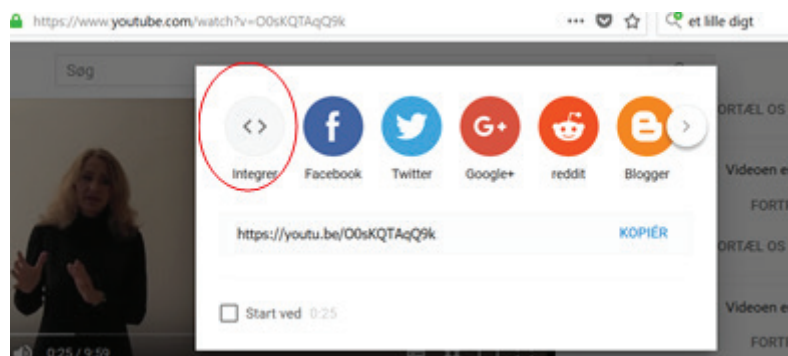 https://www.youtube.com/watch?v=O0sKQTAqQ9k
et lille digt
Søg
ORTÆL OS
Integrer Facebook Twitter Google+ reddit Blogger
Videoen e
FORT
https://youtu.be/O0sKQTAqQ9k KOPIÉR
ORTÆL OS
Start ved 0:25
Videoen e
FORT
0:25 / 9:59